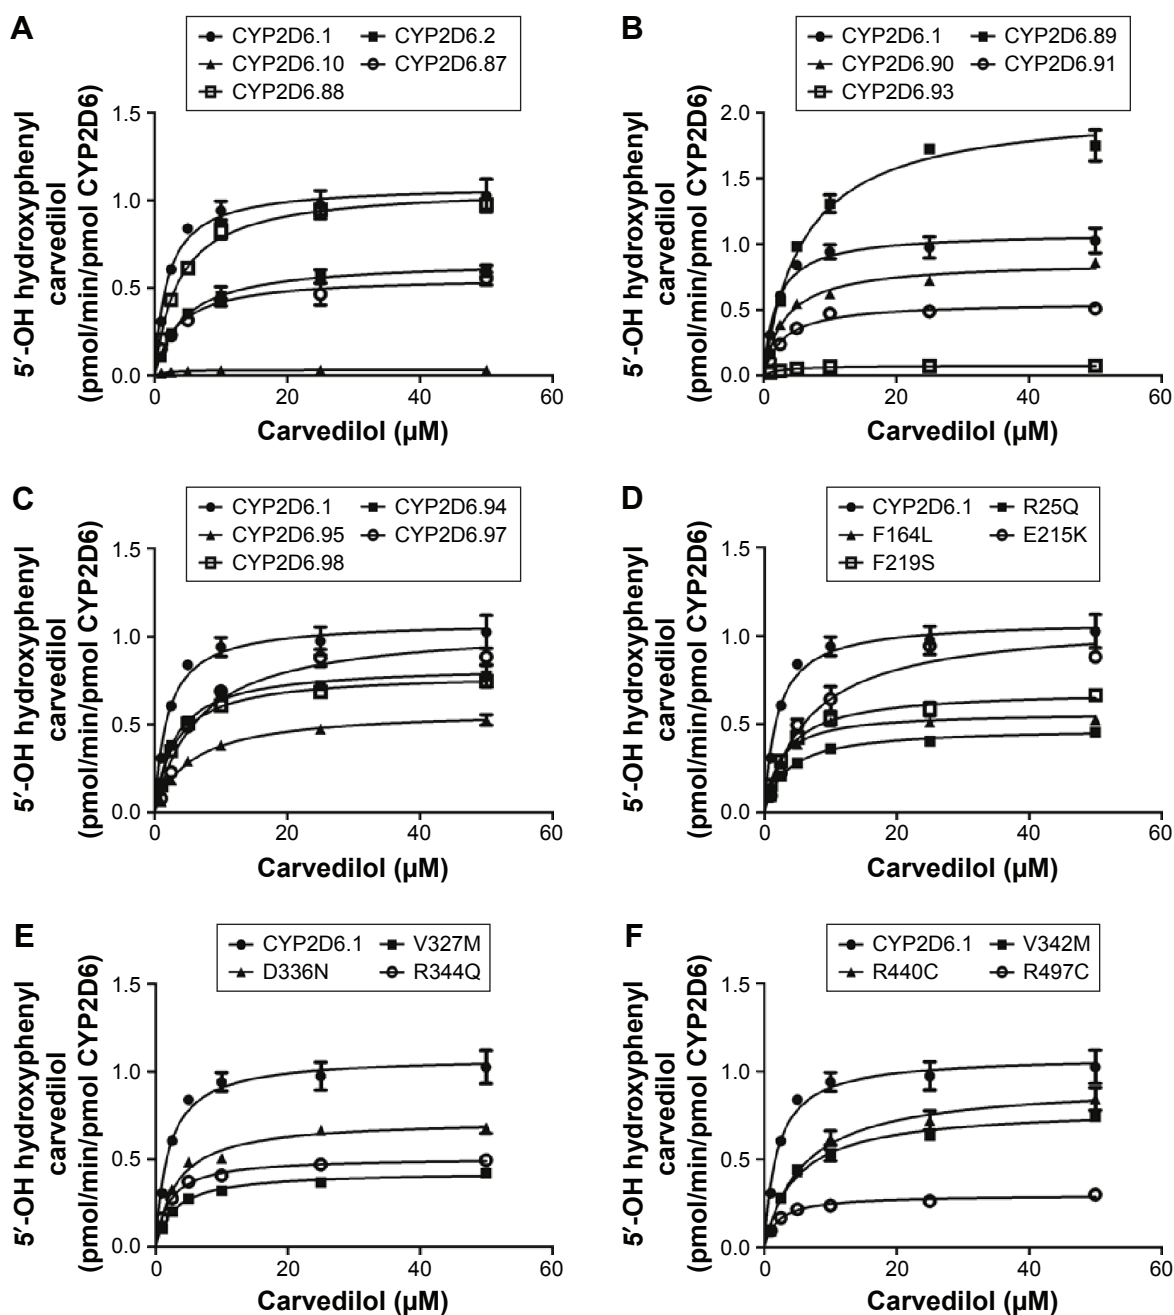 A
CYP2D6.1 CYP2D6.2
CYP2D6.10 CYP2D6.87
CYP2D6.88
5′-OH hydroxyphenyl
carvedilol
(pmol/min/pmol CYP2D6)
1.5
1.0
0.5
0.0
0 20 40 60
Carvedilol (µM)
B
CYP2D6.1 CYP2D6.89
CYP2D6.90 CYP2D6.91
CYP2D6.93
5′-OH hydroxyphenyl
carvedilol
(pmol/min/pmol CYP2D6)
2.0
1.5
1.0
0.5
0.0
0 20 40 60
Carvedilol (µM)
C
CYP2D6.1 CYP2D6.94
CYP2D6.95 CYP2D6.97
CYP2D6.98
5′-OH hydroxyphenyl
carvedilol
(pmol/min/pmol CYP2D6)
1.5
1.0
0.5
0.0
0 20 40 60
Carvedilol (µM)
D
CYP2D6.1 R25Q
F164L E215K
F219S
5′-OH hydroxyphenyl
carvedilol
(pmol/min/pmol CYP2D6)
1.5
1.0
0.5
0.0
0 20 40 60
Carvedilol (µM)
E
CYP2D6.1 V327M
D336N R344Q
5′-OH hydroxyphenyl
carvedilol
(pmol/min/pmol CYP2D6)
1.5
1.0
0.5
0.0
0 20 40 60
Carvedilol (µM)
F
CYP2D6.1 V342M
R440C R497C
5′-OH hydroxyphenyl
carvedilol
(pmol/min/pmol CYP2D6)
1.5
1.0
0.5
0.0
0 20 40 60
Carvedilol (µM)